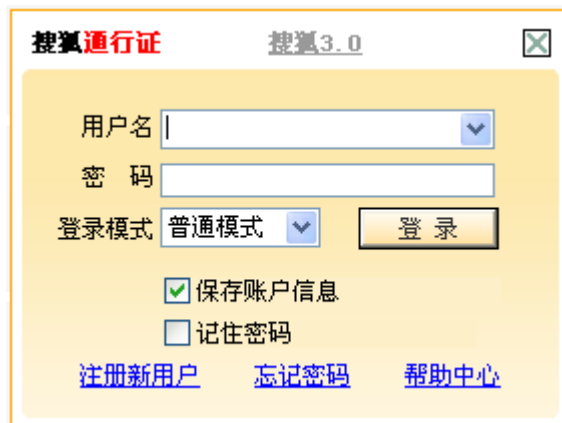 搜狐通行证 搜狐3.0
用户名
密 码
登录模式 普通模式 登 录
保存账户信息
记住密码
注册新用户 忘记密码 帮助中心